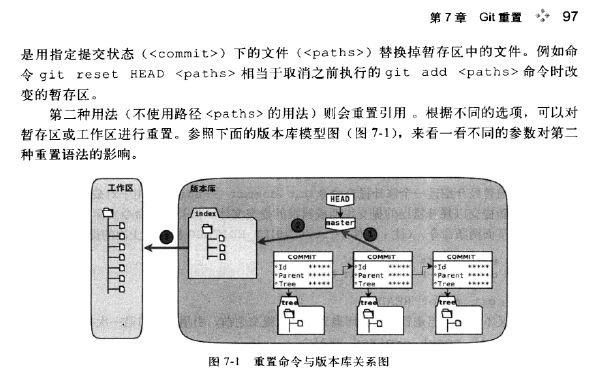 第7章 Git重置 97
是用指定提交状态（<commit>）下的文件（<paths>）替换掉暂存区中的文件。例如命
令 git reset HEAD <paths> 相当于取消之前执行的 git add <paths> 命令时改
变的暂存区。
第二种用法（不使用路径 <paths> 的用法）则会重置引用 。根据不同的选项，可以对
暂存区或工作区进行重置。参照下面的版本库模型图（图 7-1），来看一看不同的参数对第二
种重置语法的影响。
工作区
版本库
index
HEAD
master
COMMIT
*Id *****
*Parent *****
*Tree *****
COMMIT
*Id *****
*Parent *****
*Tree *****
COMMIT
*Id *****
*Parent *****
*Tree *****
tree
tree
tree
图 7-1 重置命令与版本库关系图